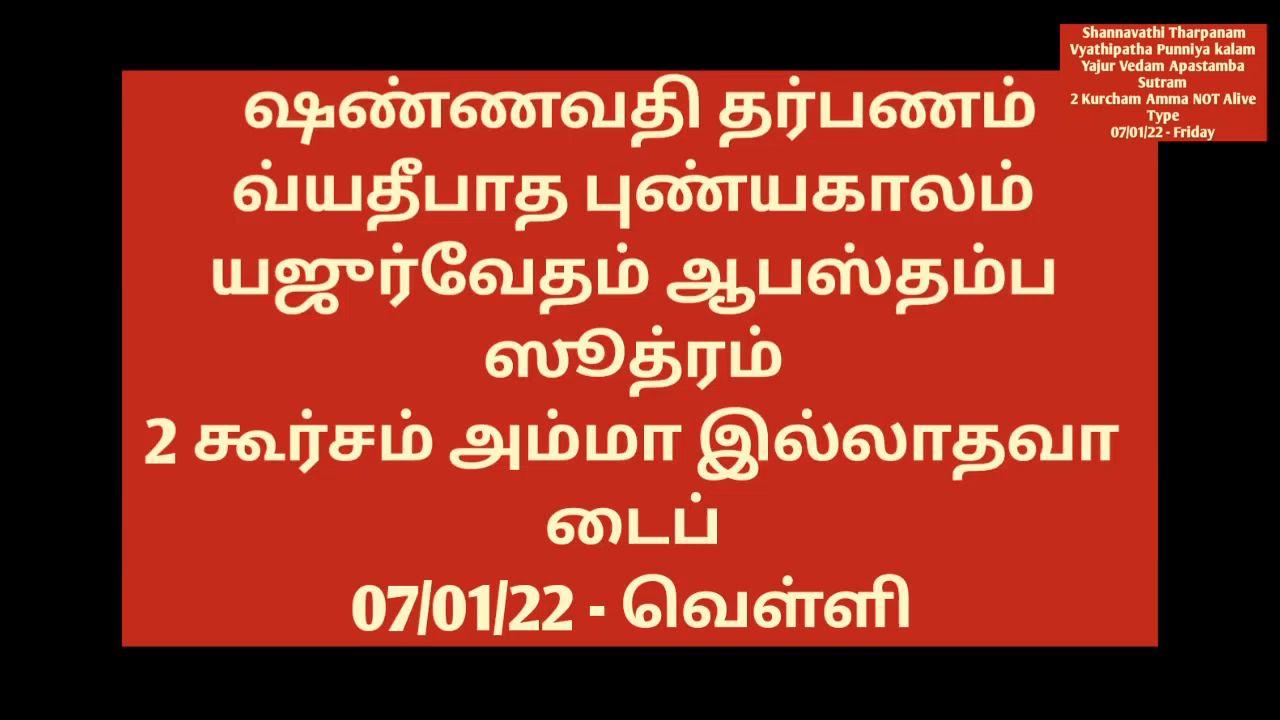 Shannavathi Tharpanam
Vyathipatha Punniya kalam
Yajur Vedam Apastamba
Sutram
2 Kurcham Amma NOT Alive
Type
07/01/22 - Friday
ஷண்ணவதி தர்பணம்
வ்யதீபாத புண்யகாலம்
யஜுர்வேதம் ஆபஸ்தம்ப
ஸூத்ரம்
2 கூர்சம் அம்மா இல்லாதவா
டைப்
07/01/22 - வெள்ளி